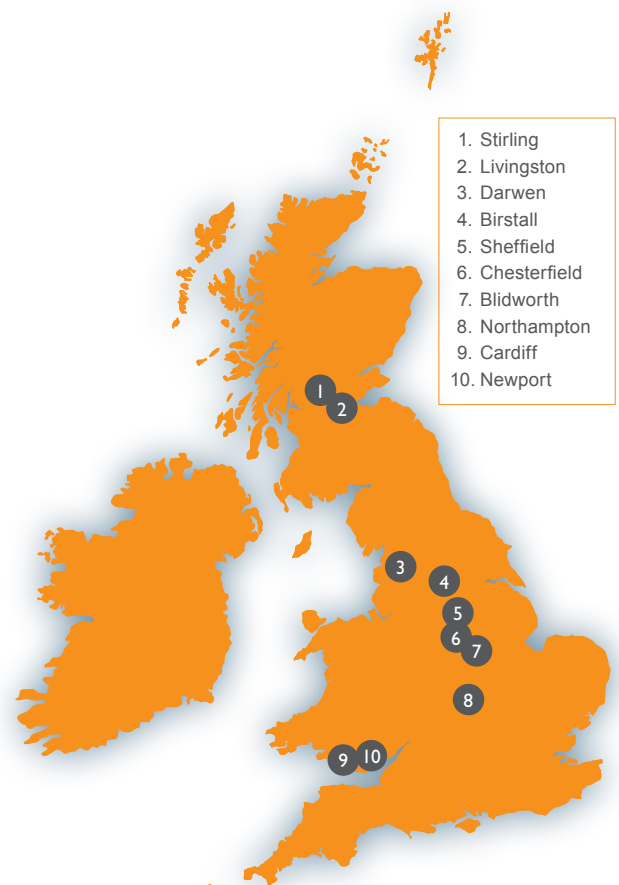 1. Stirling
2. Livingston
3. Darwen
4. Birstall
5. Sheffield
6. Chesterfield
7. Blidworth
8. Northampton
9. Cardiff
10. Newport
1
2
3
4
5
6
7
8
9 10